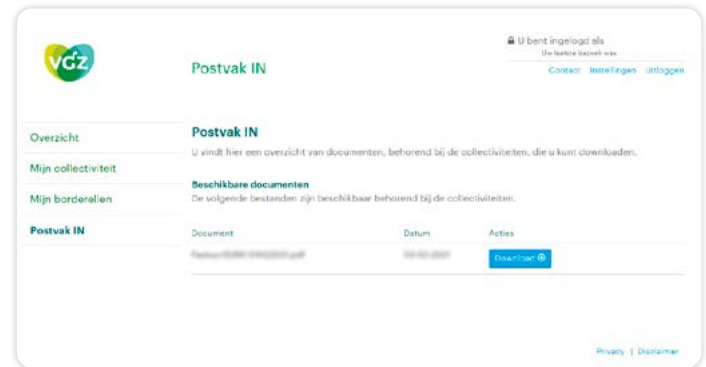 vgz
Postvak IN
U bent ingelogd als
Uw laatste bezoek was
Contact Instellingen Uitloggen
Overzicht
Mijn collectiviteit
Mijn borderellen
Postvak IN
Postvak IN
U vindt hier een overzicht van documenten, behorend bij de collectiviteiten, die u kunt downloaden.
Beschikbare documenten
De volgende bestanden zijn beschikbaar behorend bij de collectiviteiten.
Document Datum Acties
Download
Privacy | Disclaimer